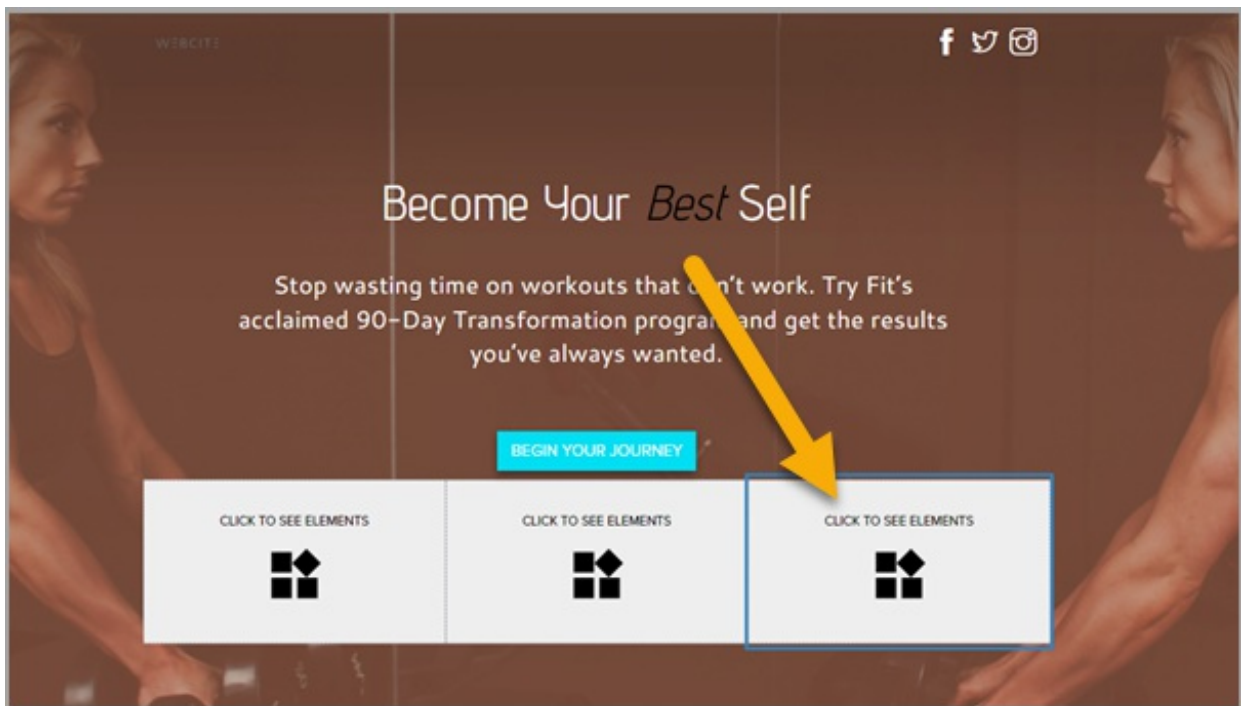 WEBCITE
Become Your Best Self
Stop wasting time on workouts that n't work. Try Fit's
acclaimed 90-Day Transformation program and get the results
you've always wanted.
BEGIN YOUR JOURNEY
CLICK TO SEE ELEMENTS
CLICK TO SEE ELEMENTS
CLICK TO SEE ELEMENTS